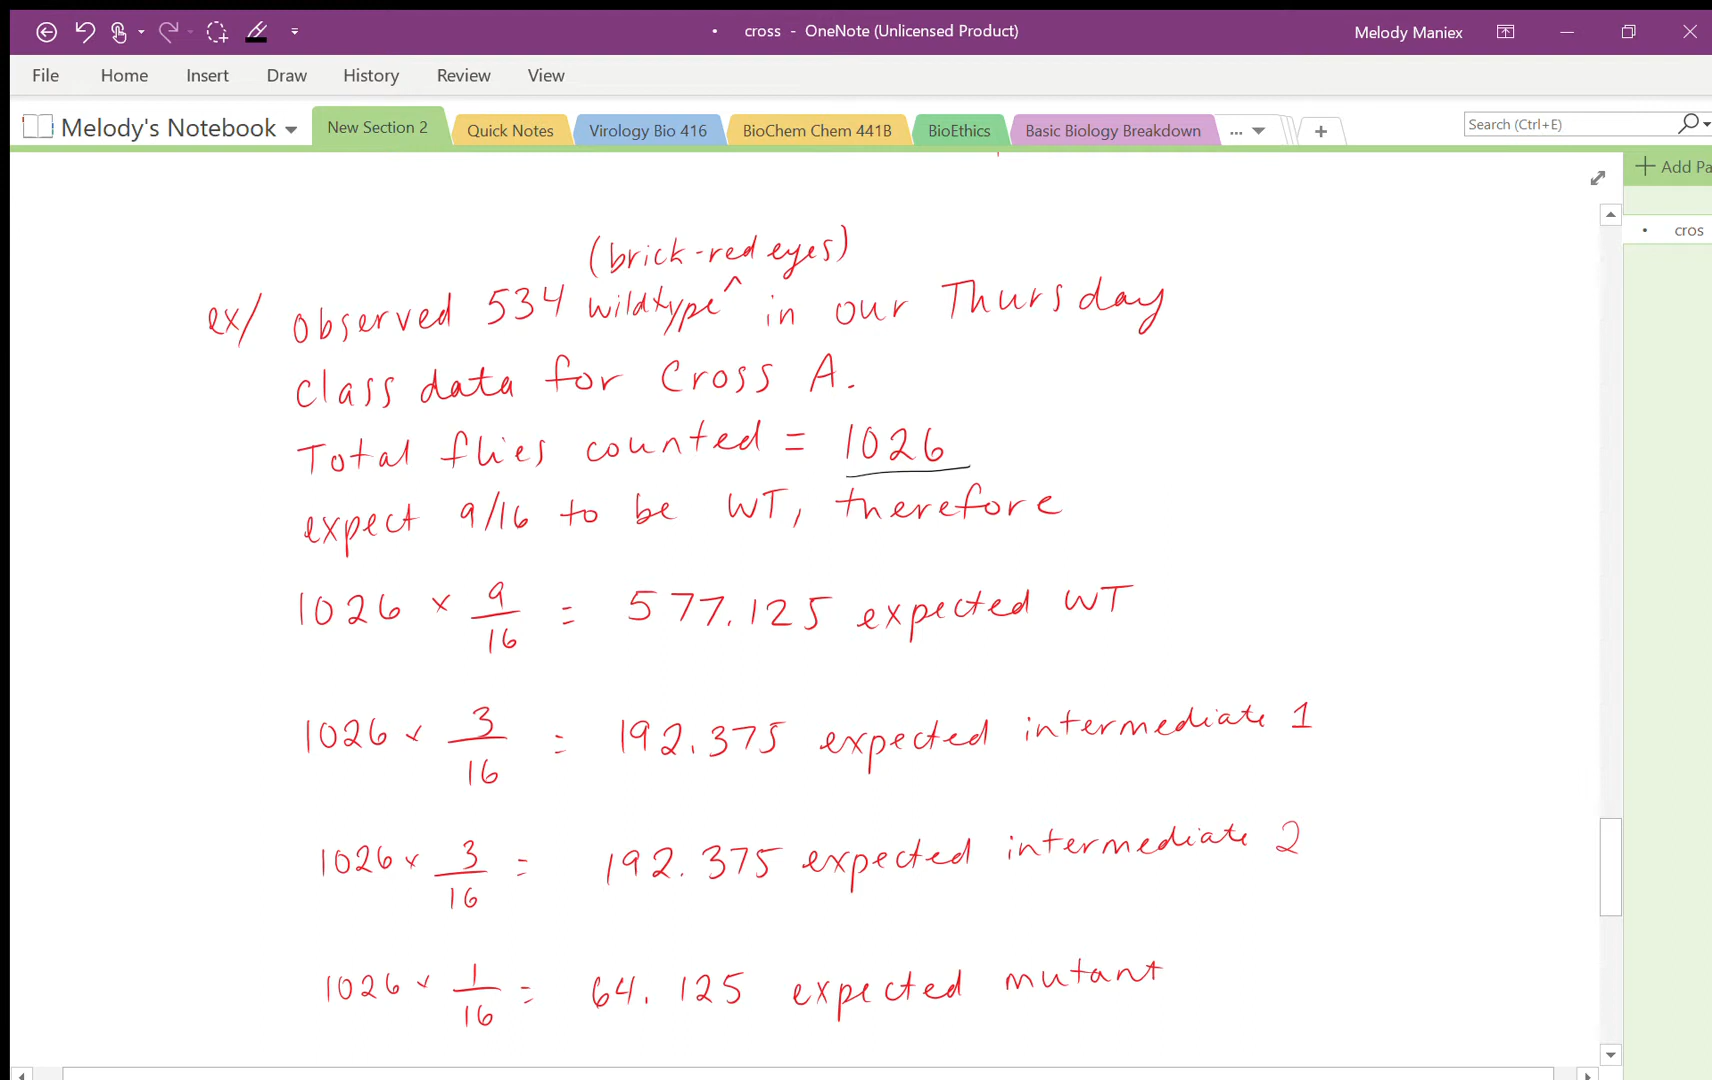 cross - OneNote (Unlicensed Product)
Melody Maniex
File Home Insert Draw History Review View
Melody's Notebook
New Section 2
Quick Notes
Virology Bio 416
BioChem Chem 441B
BioEthics
Basic Biology Breakdown
...
+
Search (Ctrl+E)
+ Add Pa
cros
(brick-red eyes)
ex/ observed 534 wildtype ^ in our Thursday
class data for Cross A.
Total flies counted = 1026
expect 9/16 to be WT, therefore
1026 × 9/16 = 577.125 expected WT
1026 × 3/16 = 192.375 expected intermediate 1
1026 × 3/16 = 192.375 expected intermediate 2
1026 × 1/16 = 64.125 expected mutant